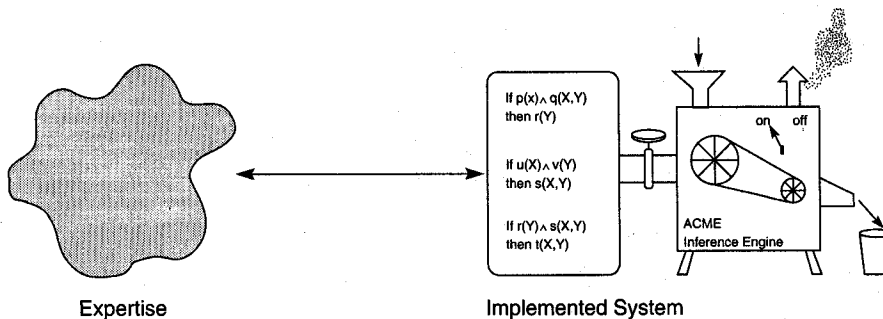 If p(x)∧ q(X,Y)
then r(Y)
If u(X)∧ v(Y)
then s(X,Y)
If r(Y)∧ s(X,Y)
then t(X,Y)
on off
ACME
Inference Engine
Expertise
Implemented System